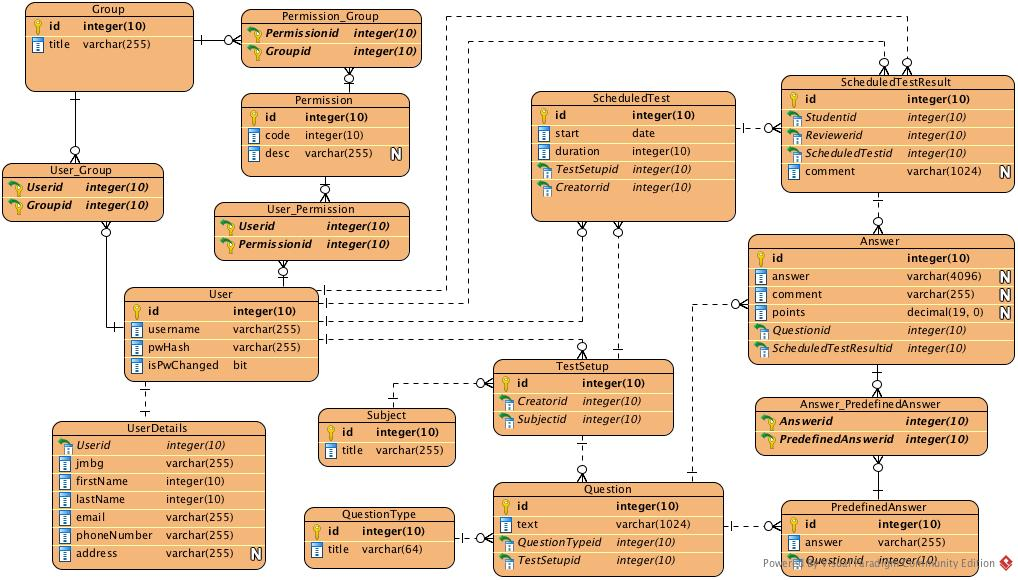 Group
id integer(10)
title varchar(255)
Permission_Group
Permissionid integer(10)
Groupid integer(10)
Permission
id integer(10)
code integer(10)
desc varchar(255) N
User_Group
Userid integer(10)
Groupid integer(10)
User_Permission
Userid integer(10)
Permissionid integer(10)
User
id integer(10)
username varchar(255)
pwHash varchar(255)
isPwChanged bit
UserDetails
Userid integer(10)
jmbg varchar(255)
firstName integer(10)
lastName integer(10)
email varchar(255)
phoneNumber varchar(255)
address varchar(255) N
ScheduledTest
id integer(10)
start date
duration integer(10)
TestSetupid integer(10)
Creatorrid integer(10)
ScheduledTestResult
id integer(10)
Studentid integer(10)
Reviewerid integer(10)
ScheduledTestid integer(10)
comment varchar(1024) N
Answer
id integer(10)
answer varchar(4096) N
comment varchar(255) N
points decimal(19, 0) N
Questionid integer(10)
ScheduledTestResultid integer(10)
TestSetup
id integer(10)
Creatorid integer(10)
Subjectid integer(10)
Subject
id integer(10)
title varchar(255)
Answer_PredefinedAnswer
Answerid integer(10)
PredefinedAnswerid integer(10)
Question
id integer(10)
text varchar(1024)
QuestionTypeid integer(10)
TestSetupid integer(10)
QuestionType
id integer(10)
title varchar(64)
PredefinedAnswer
id integer(10)
answer varchar(255)
Questionid integer(10)
Powered By Visual Paradigm Community Edition